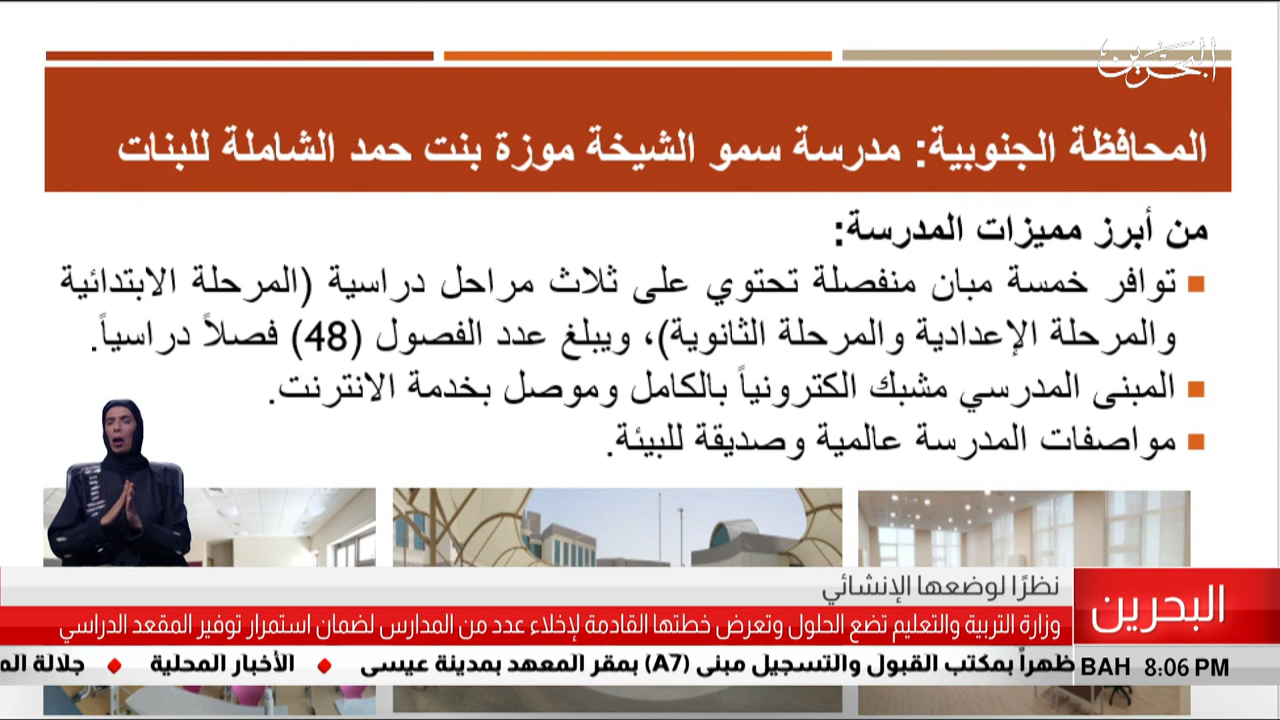 البحرين
المحافظة الجنوبية: مدرسة سمو الشيخة موزة بنت حمد الشاملة للبنات
من أبرز مميزات المدرسة:
توافر خمسة مبان منفصلة تحتوي على ثلاث مراحل دراسية (المرحلة الابتدائية
والمرحلة الإعدادية والمرحلة الثانوية)، ويبلغ عدد الفصول (48) فصلاً دراسياً.
المبنى المدرسي مشبك الكترونياً بالكامل وموصل بخدمة الانترنت.
مواصفات المدرسة عالمية وصديقة للبيئة.
نظرًا لوضعها الإنشائي
البحرين
وزارة التربية والتعليم تضع الحلول وتعرض خطتها القادمة لإخلاء عدد من المدارس لضمان استمرار توفير المقعد الدراسي
BAH 8:06 PM
ظهراً بمكتب القبول والتسجيل مبنى (A7) بمقر المعهد بمدينة عيسى ♦ الأخبار المحلية ♦ جلالة الم